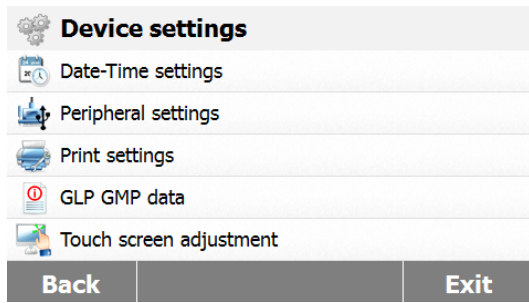 Device settings
Date-Time settings
Peripheral settings
Print settings
GLP GMP data
Touch screen adjustment
Back Exit